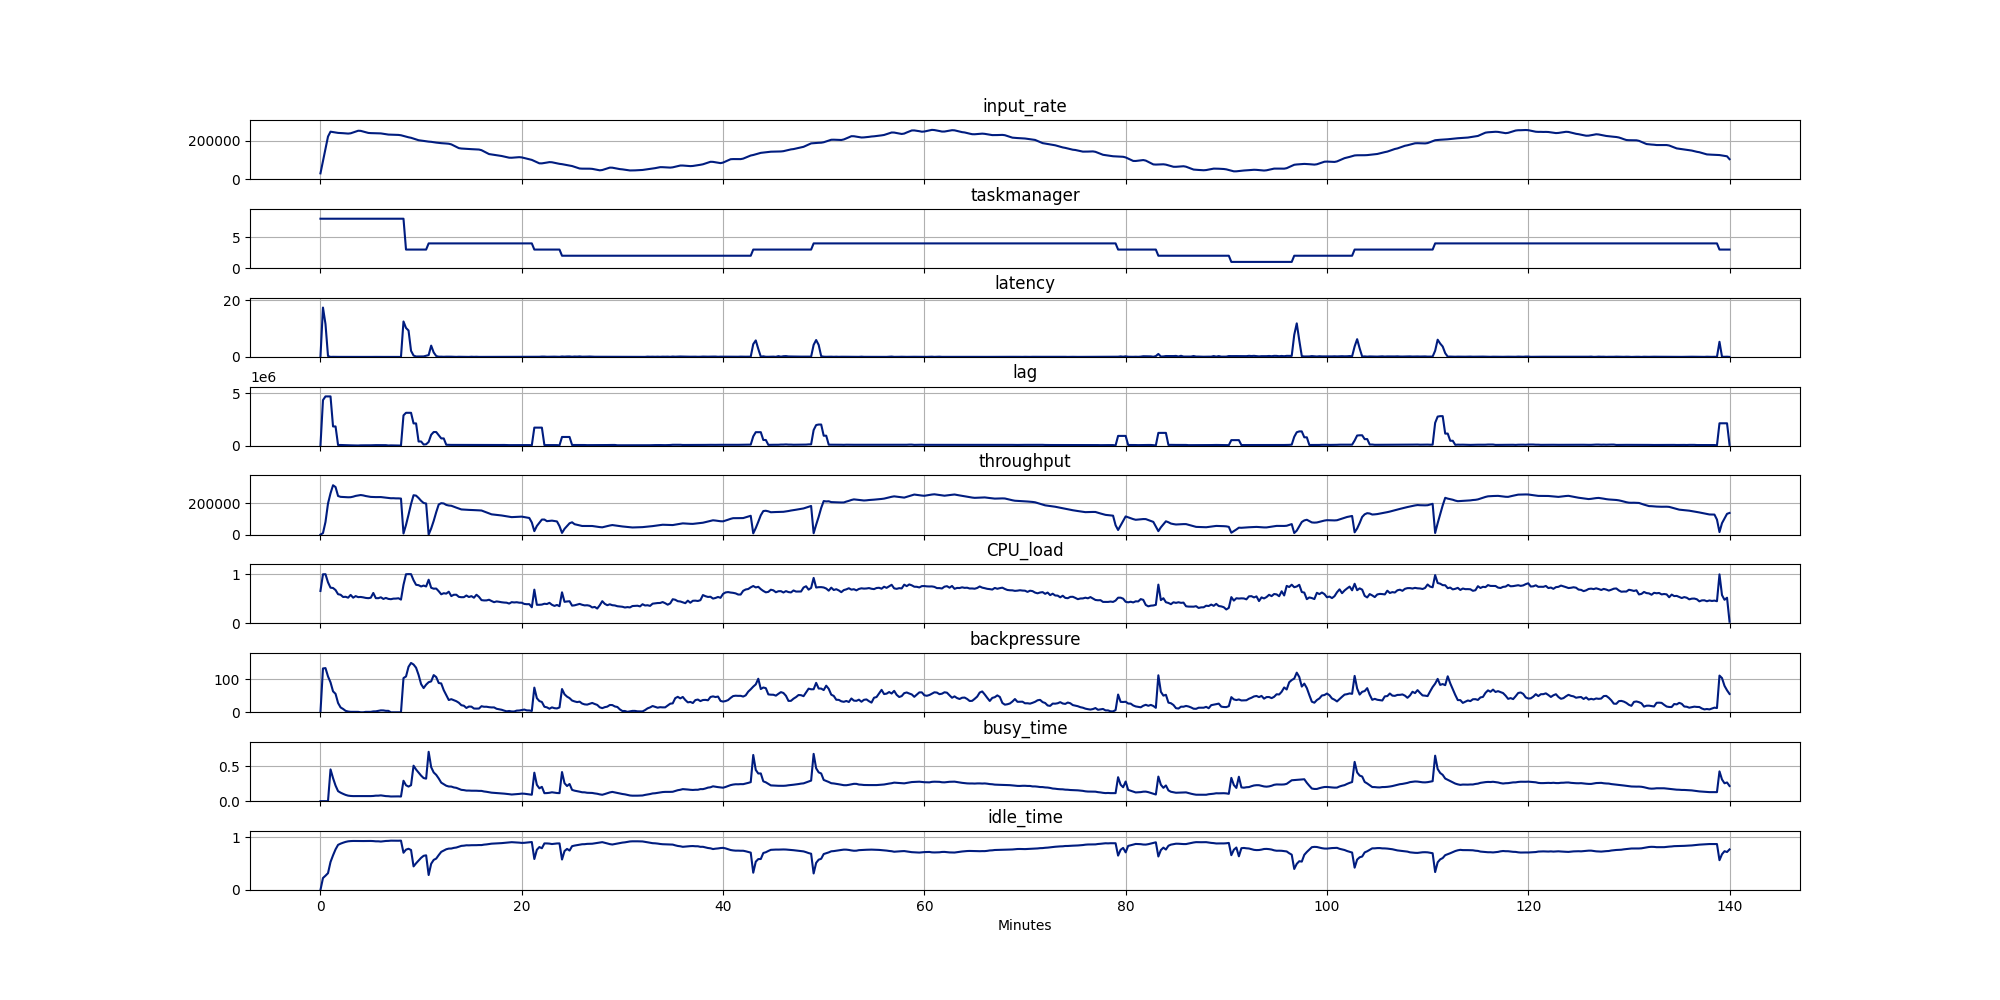 input_rate
200000
0
taskmanager
5
0
latency
20
0
1e6
lag
5
0
throughput
200000
0
CPU_load
1
0
backpressure
100
0
busy_time
0.5
0.0
idle_time
1
0
0 20 40 60 80 100 120 140
Minutes